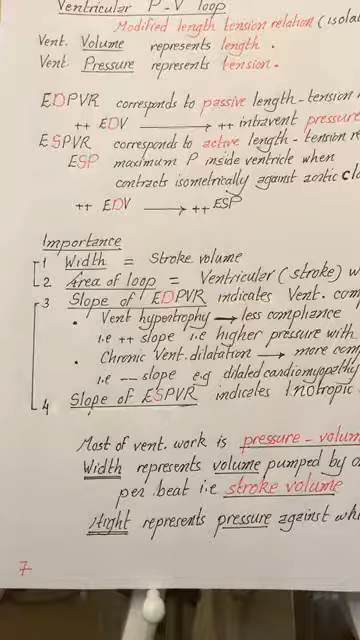 Ventricular P-V loop
Modified length tension relation (isola
Vent. Volume represents length.
Vent. Pressure represents tension.
EDPVR corresponds to passive length-tension
++ EDV → ++ intravent pressure
ESPVR corresponds to active length-tension re
ESP maximum P inside ventricle when
contracts isometrically against aortic cl
++ EDV → ++ ESP
Importance
1 Width = Stroke volume
2 Area of loop = Ventricular (stroke) w
3 Slope of EDPVR indicates Vent. com
• Vent hypertrophy → less compliance
i.e ++ slope i.e higher pressure with
• Chronic Vent. dilatation → more com
i.e -- slope e.g dilated cardiomyopathy
4 Slope of ESPVR indicates Inotropic
Most of vent. work is pressure-volum
Width represents volume pumped by
per beat i.e stroke volume
Hight represents pressure against wh
7